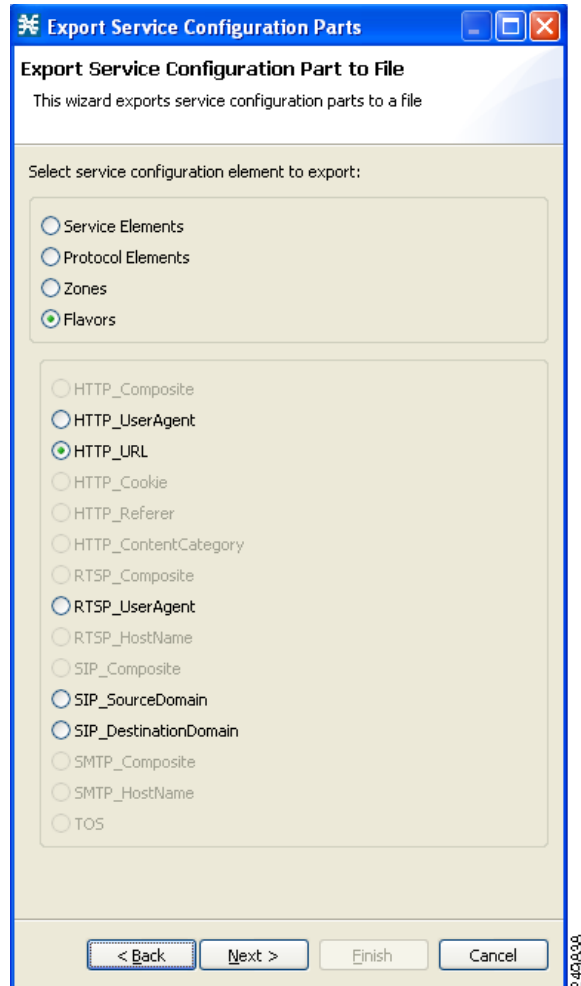 Export Service Configuration Parts
Export Service Configuration Part to File
This wizard exports service configuration parts to a file
Select service configuration element to export:
Service Elements
Protocol Elements
Zones
Flavors
HTTP_Composite
HTTP_UserAgent
HTTP_URL
HTTP_Cookie
HTTP_Referer
HTTP_ContentCategory
RTSP_Composite
RTSP_UserAgent
RTSP_HostName
SIP_Composite
SIP_SourceDomain
SIP_DestinationDomain
SMTP_Composite
SMTP_HostName
TOS
< Back Next > Finish Cancel